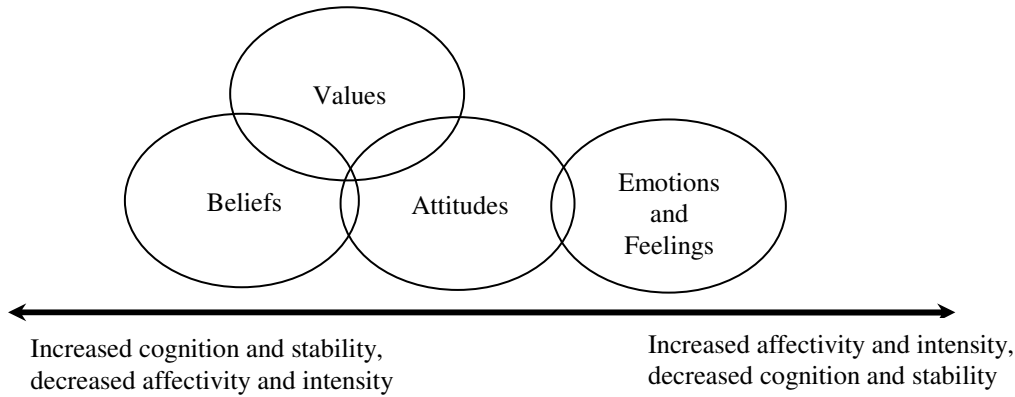 Values
Beliefs
Attitudes
Emotions
and
Feelings
Increased cognition and stability,
decreased affectivity and intensity
Increased affectivity and intensity,
decreased cognition and stability